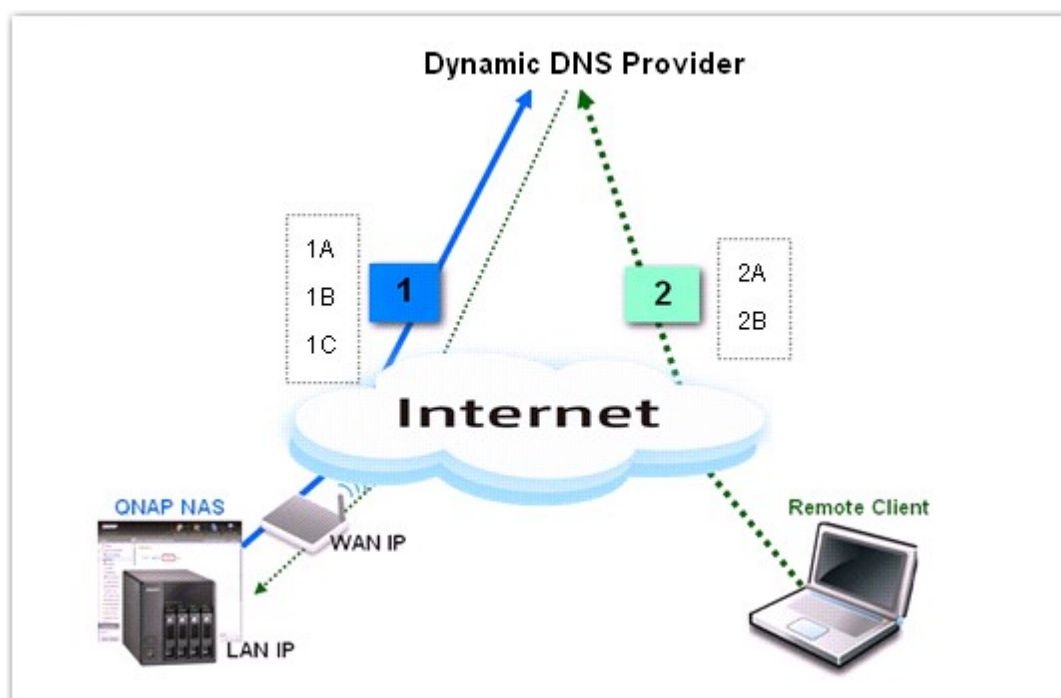 Dynamic DNS Provider
1A
1B
1C
1
2
2A
2B
Internet
QNAP NAS
WAN IP
LAN IP
Remote Client